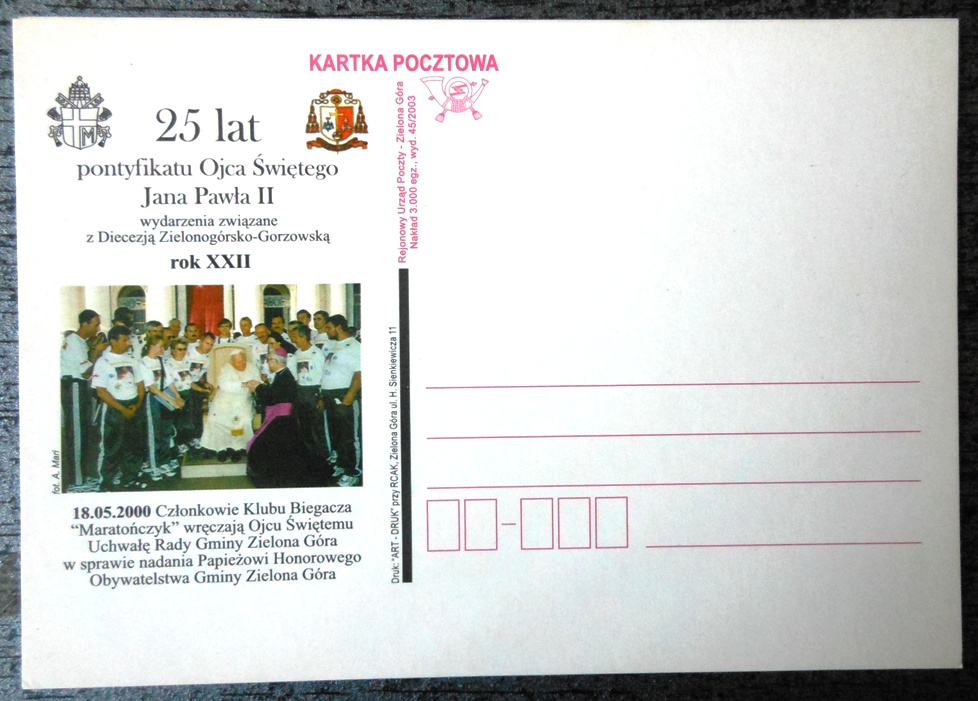 KARTKA POCZTOWA
25 lat
pontyfikatu Ojca Świętego
Jana Pawła II
wydarzenia związane
z Diecezją Zielonogórsko-Gorzowską
rok XXII
fot. A. Mari
18.05.2000 Członkowie Klubu Biegacza
“Maratończyk” wręczają Ojcu Świętemu
Uchwałę Rady Gminy Zielona Góra
w sprawie nadania Papieżowi Honorowego
Obywatelstwa Gminy Zielona Góra
Rejonowy Urząd Poczty - Zielona Góra
Nakład 3.000 egz., wyd. 45/2003
Druk: "ART - DRUK" przy RCAK, Zielona Góra ul. H. Sienkiewicza 11